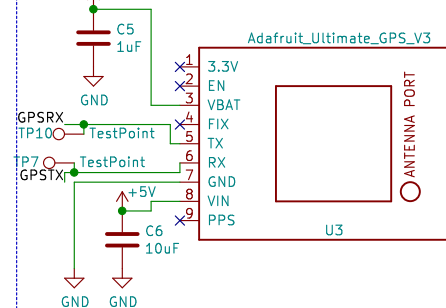 Adafruit_Ultimate_GPS_V3
C5
1uF
GND
1 3.3V
2 EN
3 VBAT
4 FIX
5 TX
6 RX
7 GND
8 VIN
9 PPS
ANTENNA PORT
U3
GPSRX
TP10 TestPoint
TP7 TestPoint
GPSTX
+5V
C6
10uF
GND
GND